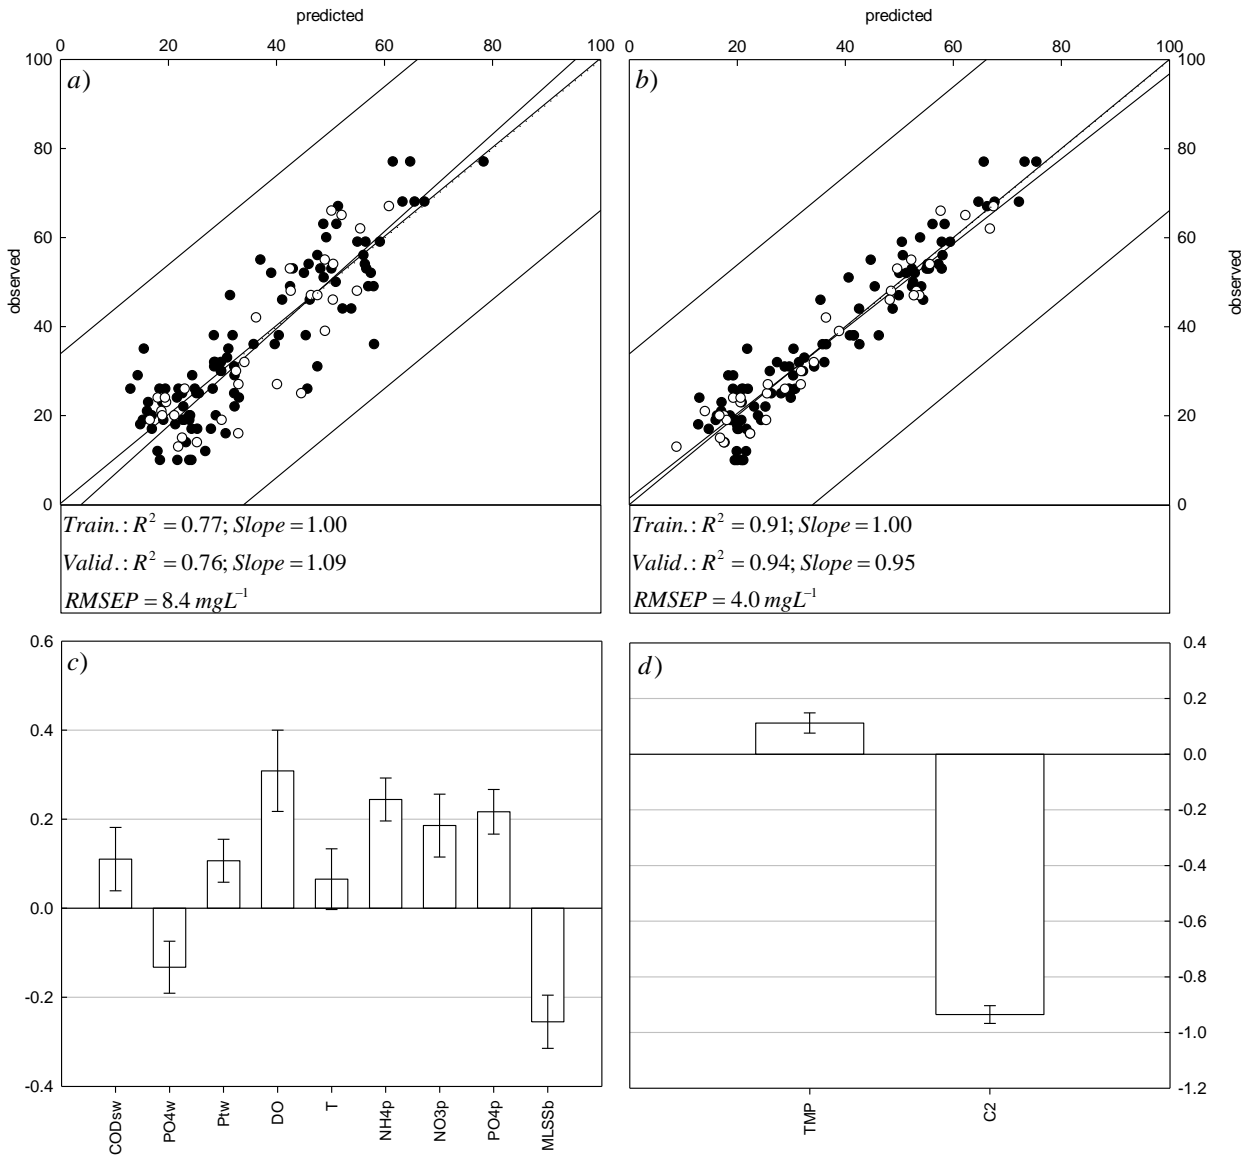 predicted
predicted
0 20 40 60 80 100
0 20 40 60 80 100
a)
b)
100
80
60
40
20
0
observed
100
80
60
40
20
0
observed
Train.: R² = 0.77; Slope = 1.00
Valid.: R² = 0.76; Slope = 1.09
RMSEP = 8.4 mgL⁻¹
Train.: R² = 0.91; Slope = 1.00
Valid.: R² = 0.94; Slope = 0.95
RMSEP = 4.0 mgL⁻¹
c)
0.6
0.4
0.2
0.0
-0.2
-0.4
CODsw
PO4w
Ptw
DO
T
NH4p
NO3p
PO4p
MLSSb
d)
0.4
0.2
0.0
-0.2
-0.4
-0.6
-0.8
-1.0
-1.2
TMP
C2